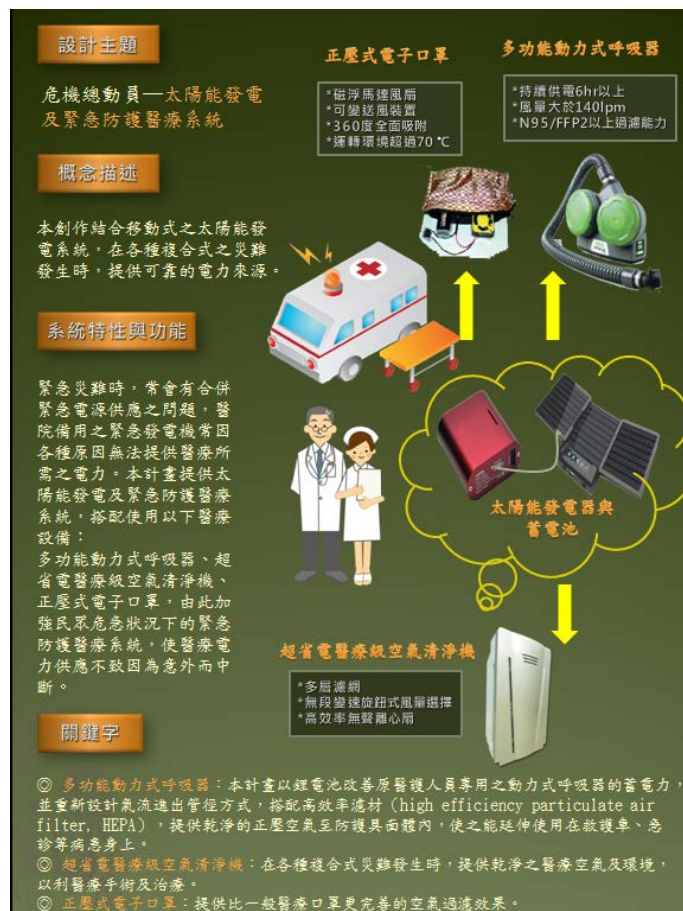 設計主題
危機總動員—太陽能發電
及緊急防護醫療系統
概念描述
本創作結合移動式之太陽能發
電系統，在各種複合式之災難
發生時，提供可靠的電力來源。
系統特性與功能
緊急災難時，常會有合併
緊急電源供應之問題，醫
院備用之緊急發電機常因
各種原因無法提供醫療所
需之電力。本計畫提供太
陽能發電及緊急防護醫療
系統，搭配使用以下醫療
設備：
多功能動力式呼吸器、超
省電醫療級空氣清淨機、
正壓式電子口罩，由此加
強民眾危急狀況下的緊急
防護醫療系統，使醫療電
力供應不致因為意外而中
斷。
正壓式電子口罩
*磁浮馬達風扇
*可變送風裝置
*360度全面吸附
*運轉環境超過70℃
多功能動力式呼吸器
*持續供電6hr以上
*風量大於140lpm
*N95/FFP2以上過濾能力
太陽能發電器與
蓄電池
超省電醫療級空氣清淨機
*多層濾網
*無段變速旋鈕式風量選擇
*高效率無聲離心扇
關鍵字
◎ 多功能動力式呼吸器：本計畫以鋰電池改善原醫護人員專用之動力式呼吸器的蓄電力，
並重新設計氣流進出管徑方式，搭配高效率濾材（high efficiency particulate air
filter, HEPA），提供乾淨的正壓空氣至防護具面體內，使之能延伸使用在救護車、急
診等病患身上。
◎ 超省電醫療級空氣清淨機：在各種複合式災難發生時，提供乾淨之醫療空氣及環境，
以利醫療手術及治療。
◎ 正壓式電子口罩：提供比一般醫療口罩更完善的空氣過濾效果。